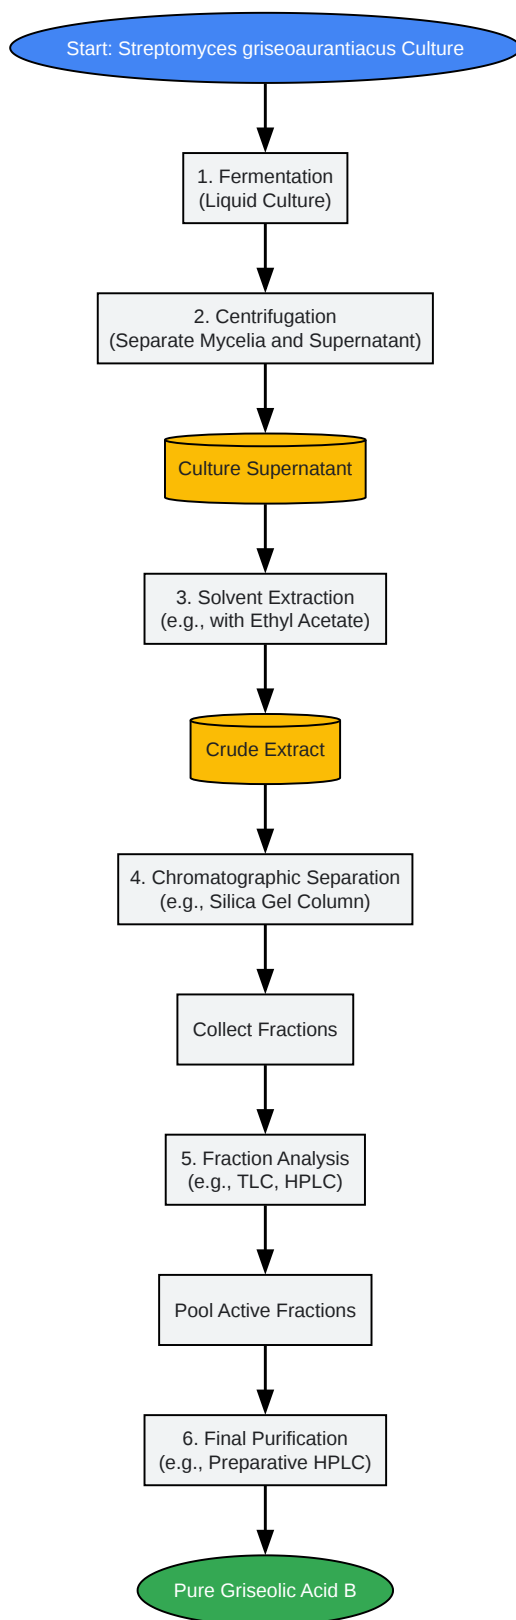 Start: Streptomyces griseoaurantiacus Culture
1. Fermentation
(Liquid Culture)
2. Centrifugation
(Separate Mycelia and Supernatant)
Culture Supernatant
3. Solvent Extraction
(e.g., with Ethyl Acetate)
Crude Extract
4. Chromatographic Separation
(e.g., Silica Gel Column)
Collect Fractions
5. Fraction Analysis
(e.g., TLC, HPLC)
Pool Active Fractions
6. Final Purification
(e.g., Preparative HPLC)
Pure Griseolic Acid B